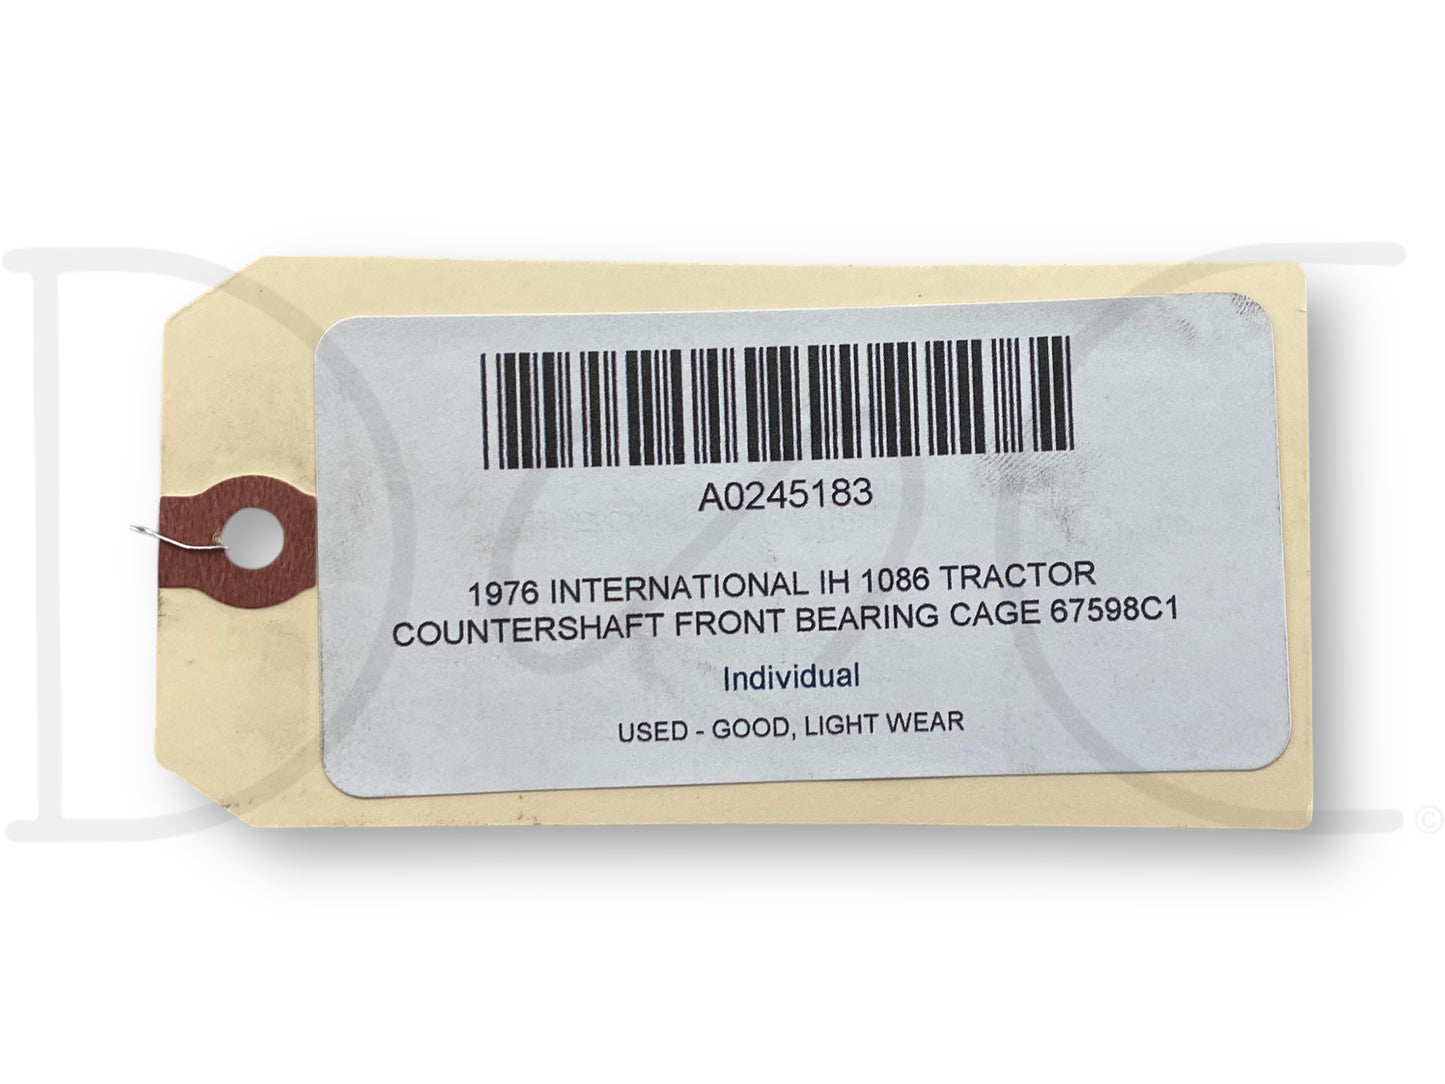 A0245183
1976 INTERNATIONAL IH 1086 TRACTOR
COUNTERSHAFT FRONT BEARING CAGE 67598C1
Individual
USED - GOOD, LIGHT WEAR
©